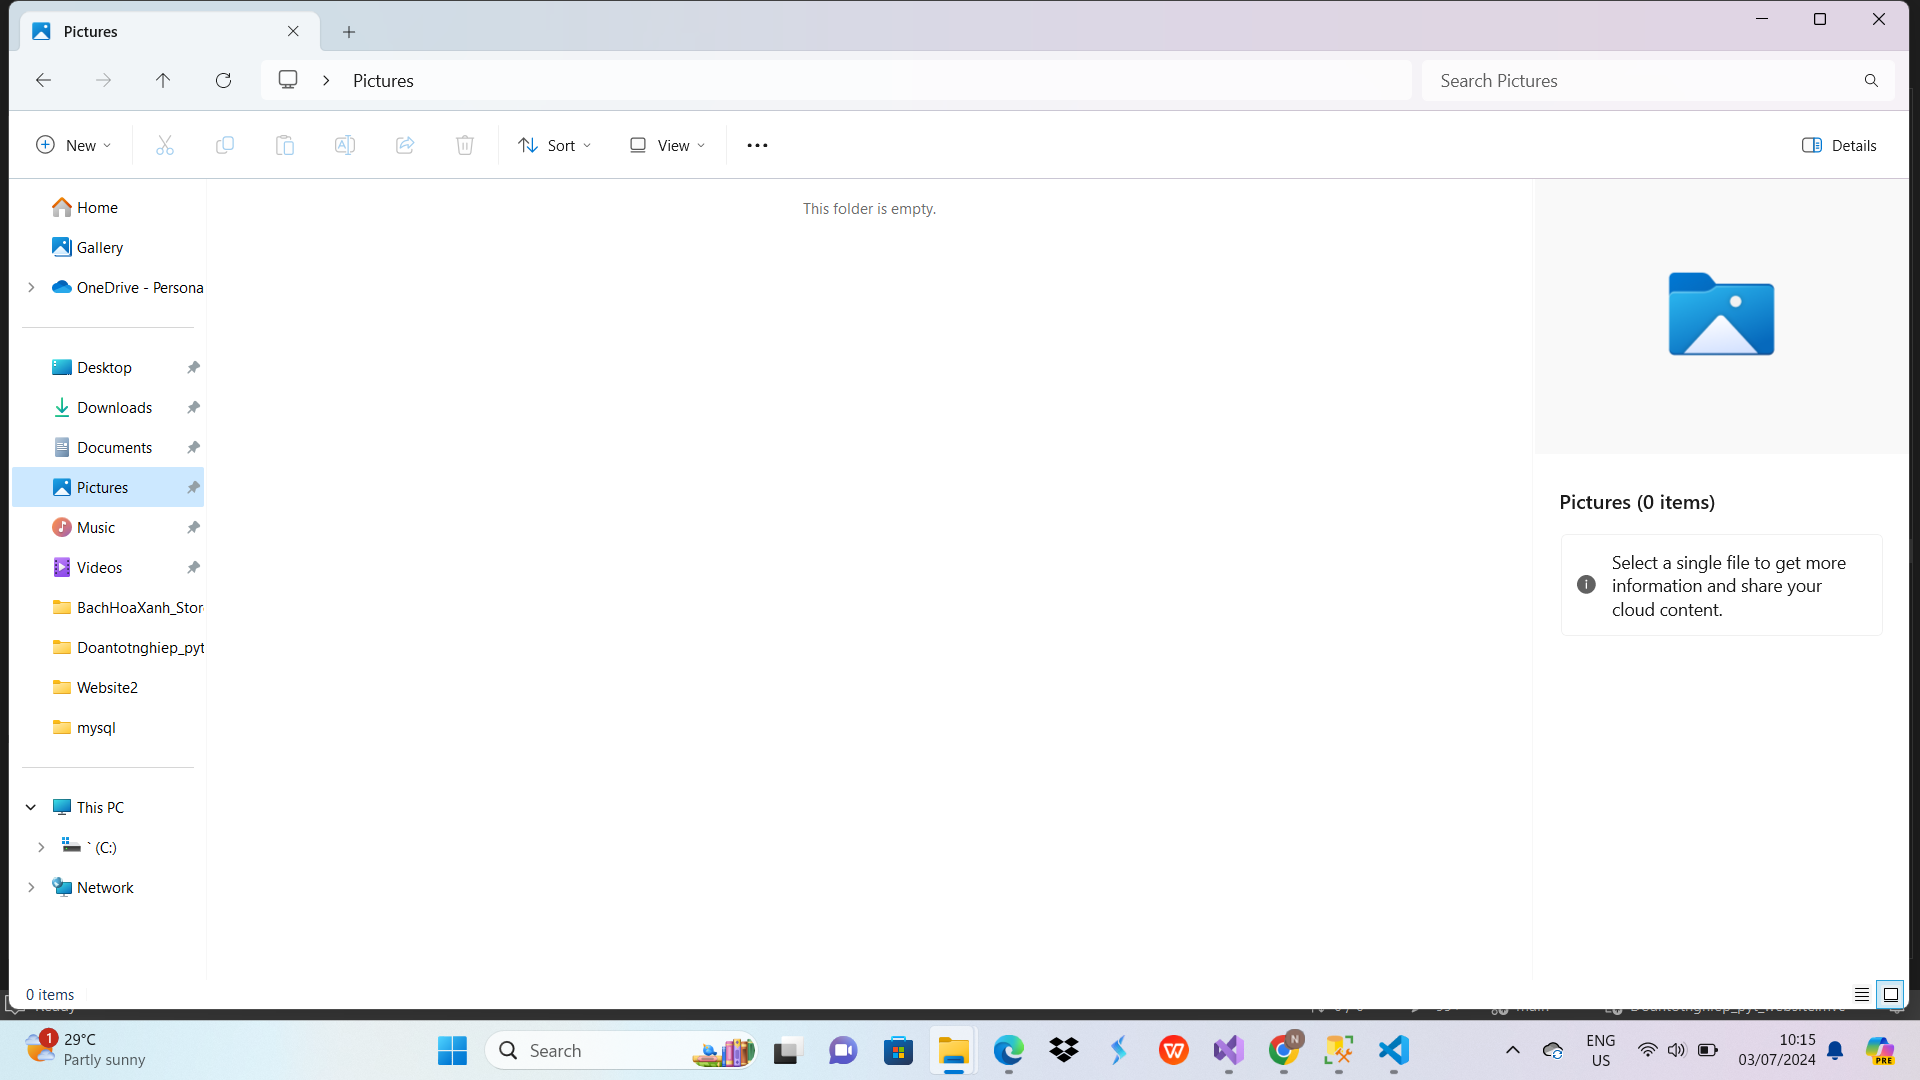 Pictures
Pictures
Search Pictures
New
Sort
View
Details
Home
Gallery
OneDrive - Persona
Desktop
Downloads
Documents
Pictures
Music
Videos
BachHoaXanh_Stor
Doantotnghiep_pyt
Website2
mysql
This PC
` (C:)
Network
This folder is empty.
Pictures (0 items)
Select a single file to get more
information and share your
cloud content.
0 items
Ready
1
29°C
Partly sunny
Search
N
ENG
US
10:15
03/07/2024
PRE